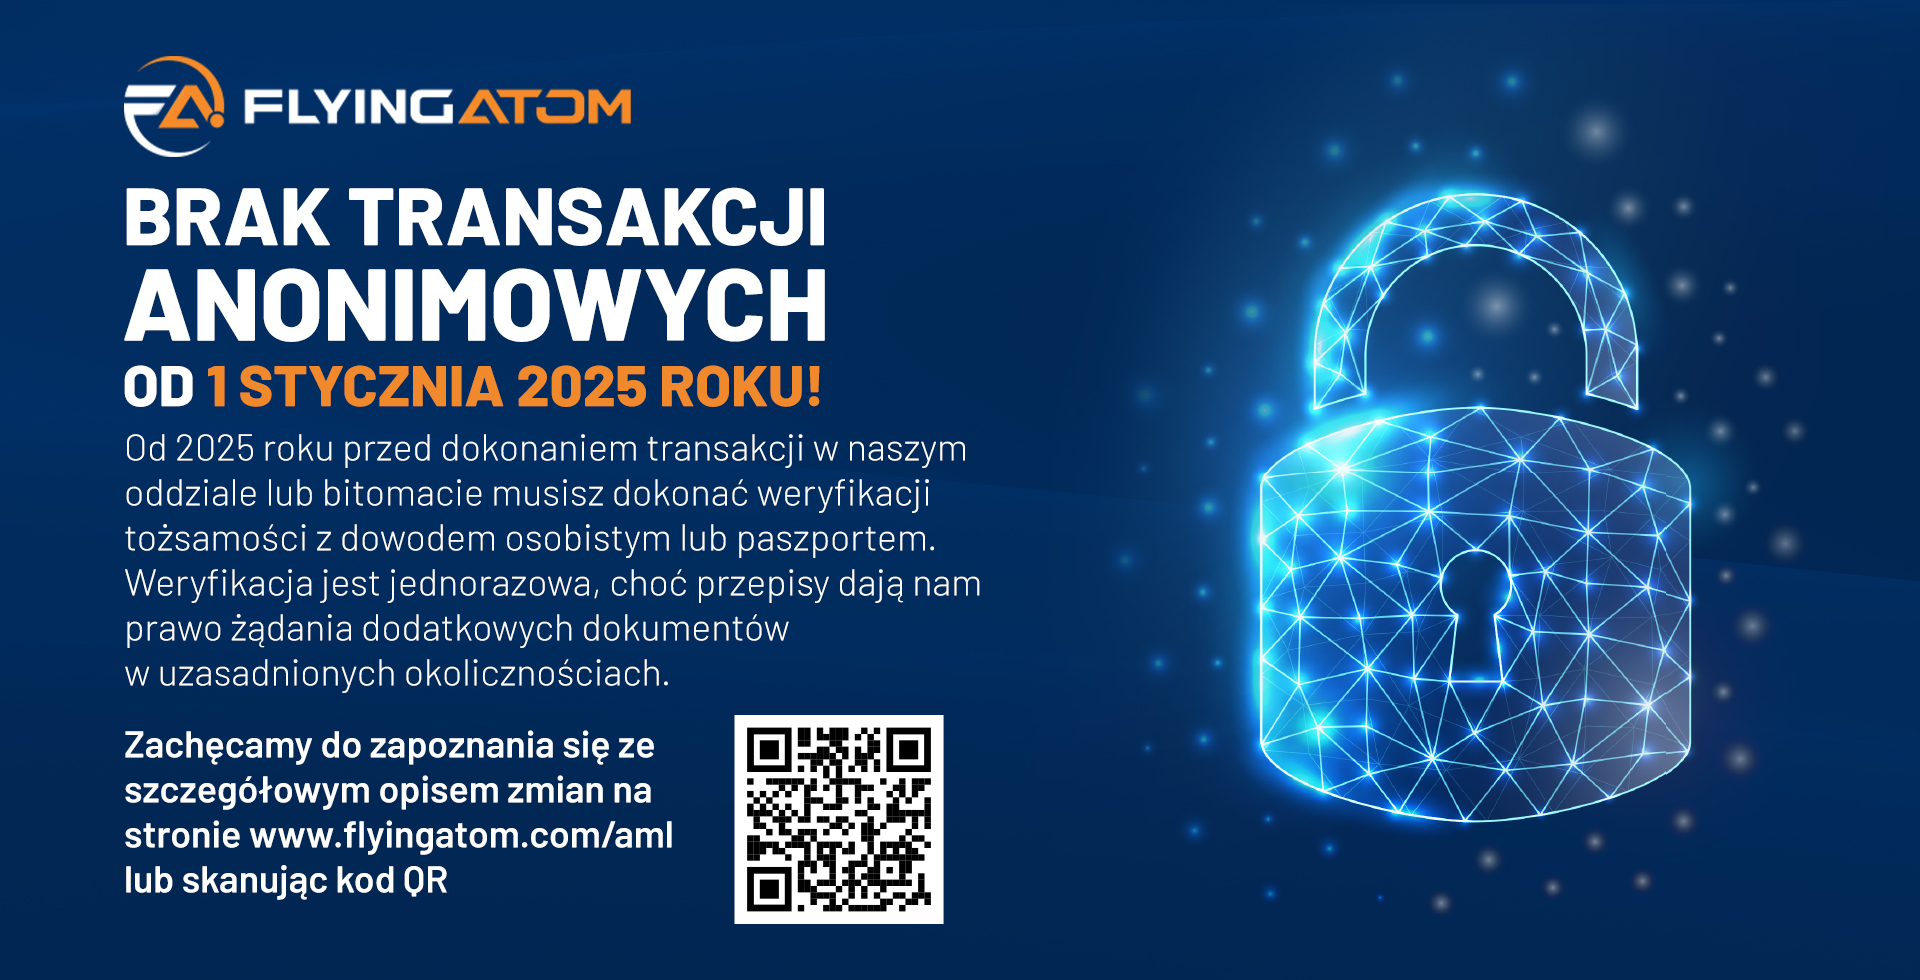 FLYINGATOM
BRAK TRANSAKCJI
ANONIMOWYCH
OD 1 STYCZNIA 2025 ROKU!
Od 2025 roku przed dokonaniem transakcji w naszym
oddziale lub bitomacie musisz dokonać weryfikacji
tożsamości z dowodem osobistym lub paszportem.
Weryfikacja jest jednorazowa, choć przepisy dają nam
prawo żądania dodatkowych dokumentów
w uzasadnionych okolicznościach.
Zachęcamy do zapoznania się ze
szczegółowym opisem zmian na
stronie www.flyingatom.com/aml
lub skanując kod QR